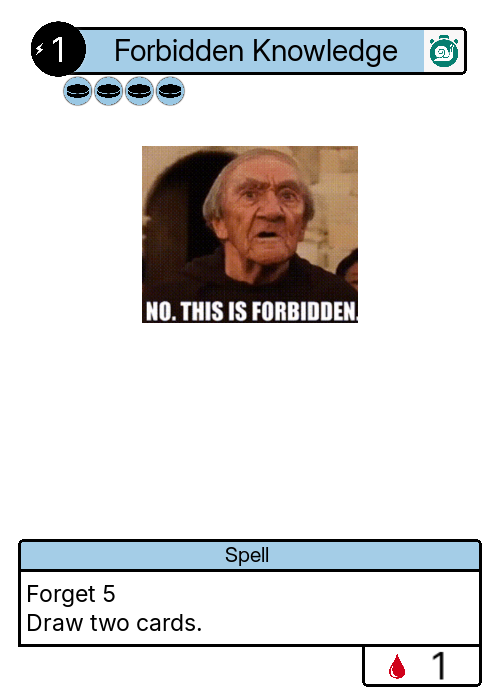 1
Forbidden Knowledge
NO. THIS IS FORBIDDEN.
Spell
Forget 5
Draw two cards.
1